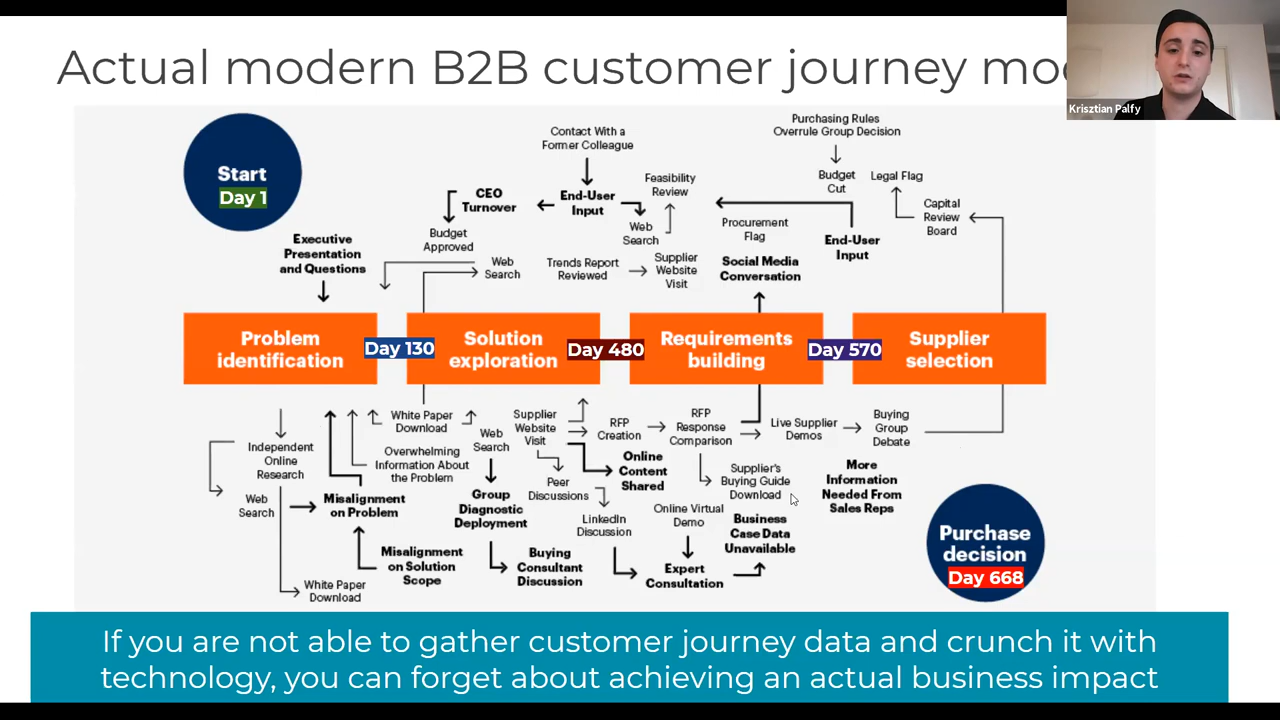 Actual modern B2B customer journey mo
Krisztian Palfy
Start
Day 1
Contact With a
Former Colleague
Purchasing Rules
Overrule Group Decision
CEO
Turnover
End-User
Input
Feasibility
Review
Budget
Cut
Legal Flag
Budget
Approved
Web
Search
Procurement
Flag
Capital
Review
Board
Executive
Presentation
and Questions
Web
Search
Trends Report
Reviewed
Supplier
Website
Visit
Social Media
Conversation
End-User
Input
Problem
identification
Day 130
Solution
exploration
Day 480
Requirements
building
Day 570
Supplier
selection
Independent
Online
Research
White Paper
Download
Overwhelming
Information About
the Problem
Web
Search
Supplier
Website
Visit
RFP
Creation
RFP
Response
Comparison
Live Supplier
Demos
Buying
Group
Debate
Web
Search
Misalignment
on Problem
Group
Diagnostic
Deployment
Peer
Discussions
Online
Content
Shared
Supplier's
Buying Guide
Download
More
Information
Needed From
Sales Reps
LinkedIn
Discussion
Online Virtual
Demo
Business
Case Data
Unavailable
Misalignment
on Solution
Scope
Buying
Consultant
Discussion
Expert
Consultation
White Paper
Download
Purchase
decision
Day 668
If you are not able to gather customer journey data and crunch it with
technology, you can forget about achieving an actual business impact